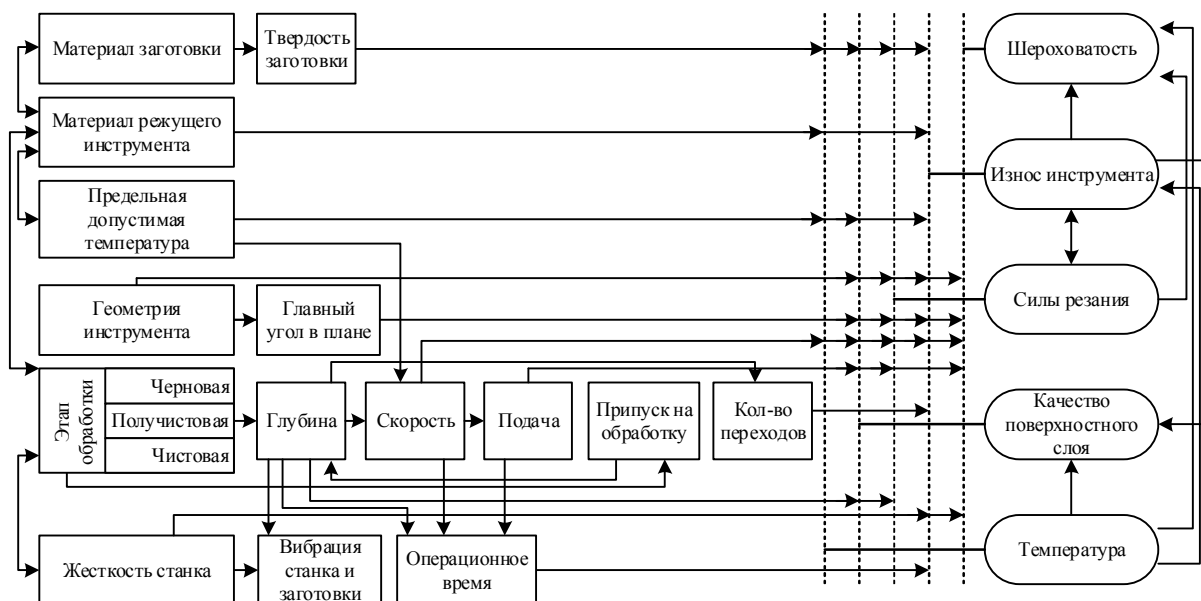 Материал заготовки
Твердость
заготовки
Шероховатость
Материал режущего
инструмента
Износ инструмента
Предельная
допустимая
температура
Геометрия
инструмента
Главный
угол в плане
Силы резания
Этап
обработки
Черновая
Получистовая
Чистовая
Глубина
Скорость
Подача
Припуск на
обработку
Кол-во
переходов
Качество
поверхностного
слоя
Жесткость станка
Вибрация
станка и
заготовки
Операционное
время
Температура